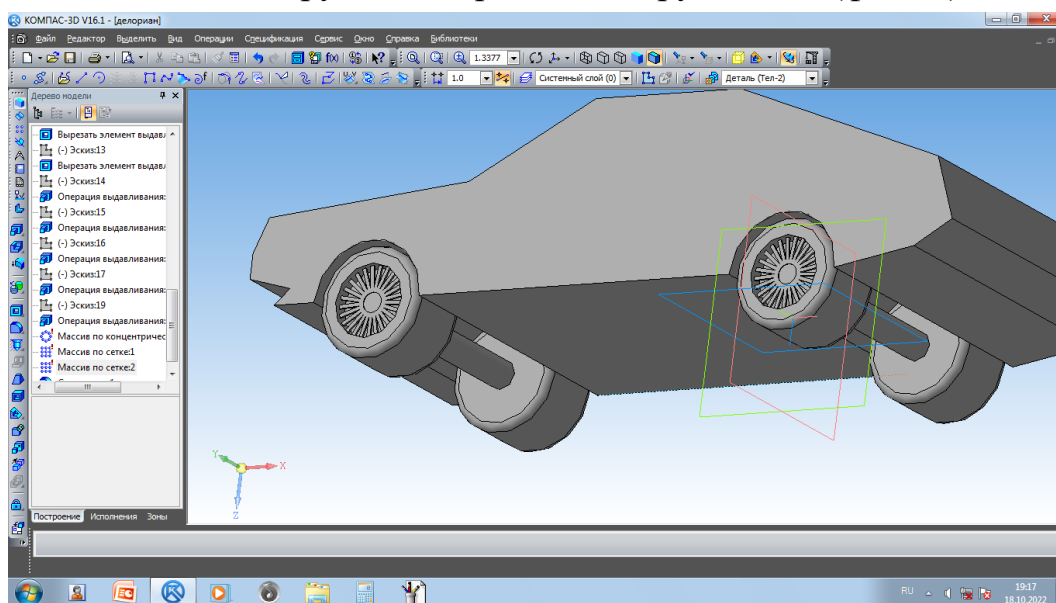 КОМПАС-3D V16.1 - [делориан]
Файл Редактор Выделить Вид Операции Спецификация Сервис Окно Справка Библиотеки
1.3377
1.0 Системный слой (0) Деталь (Тел-2)
Дерево модели
Вырезать элемент выдавл
(-) Эскиз:13
Вырезать элемент выдавл
(-) Эскиз:14
Операция выдавливания:
(-) Эскиз:15
Операция выдавливания:
(-) Эскиз:16
Операция выдавливания:
(-) Эскиз:17
Операция выдавливания:
(-) Эскиз:19
Операция выдавливания:
Массив по концентричес
Массив по сетке:1
Массив по сетке:2
Y
X
Z
Построение Исполнения Зоны
RU
19:17
18.10.2022